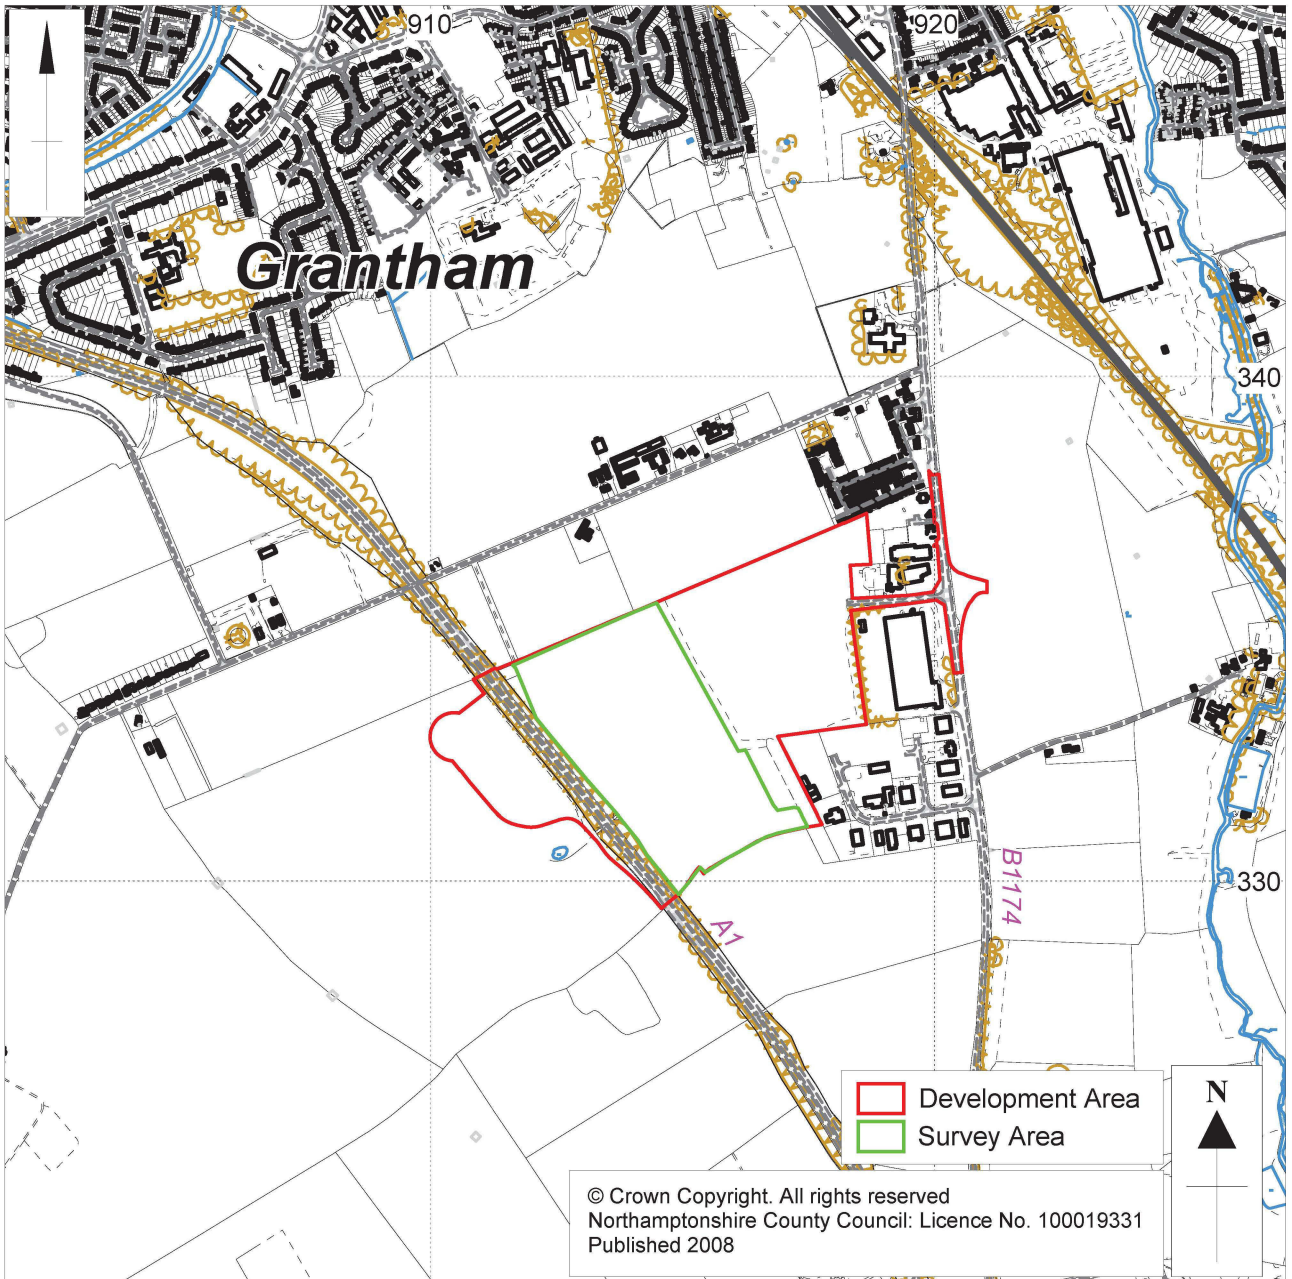 910
920
Grantham
340
330
A1
B1174
Development Area
Survey Area
N
© Crown Copyright. All rights reserved
Northamptonshire County Council: Licence No. 100019331
Published 2008